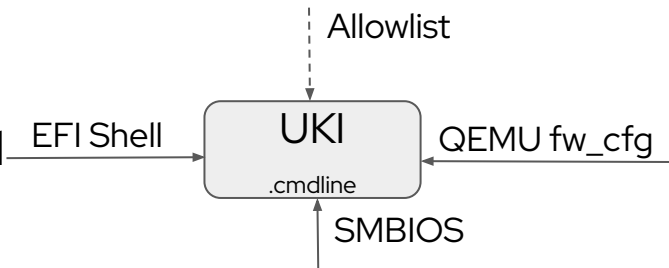 Allowlist
EFI Shell
UKI
QEMU fw_cfg
.cmdline
SMBIOS